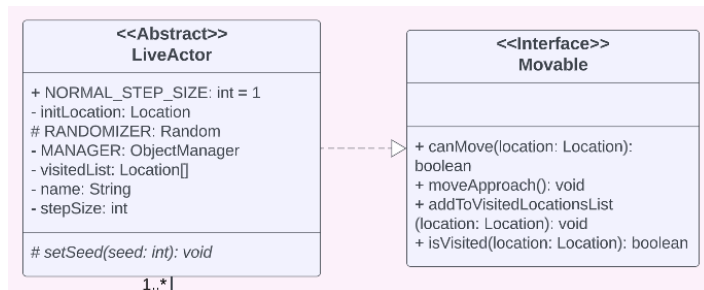 <<Abstract>>
LiveActor
+ NORMAL_STEP_SIZE: int = 1
- initLocation: Location
# RANDOMIZER: Random
- MANAGER: ObjectManager
- visitedList: Location[]
- name: String
- stepSize: int
# setSeed(seed: int): void
1..*
<<Interface>>
Movable
+ canMove(location: Location):
boolean
+ moveApproach(): void
+ addToVisitedLocationsList
(location: Location): void
+ isVisited(location: Location): boolean